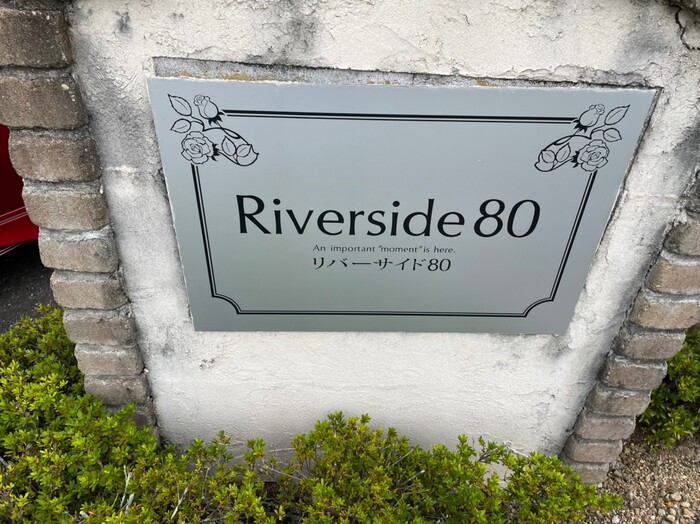 Riverside 80
An important "moment" is here.
リバーサイド80